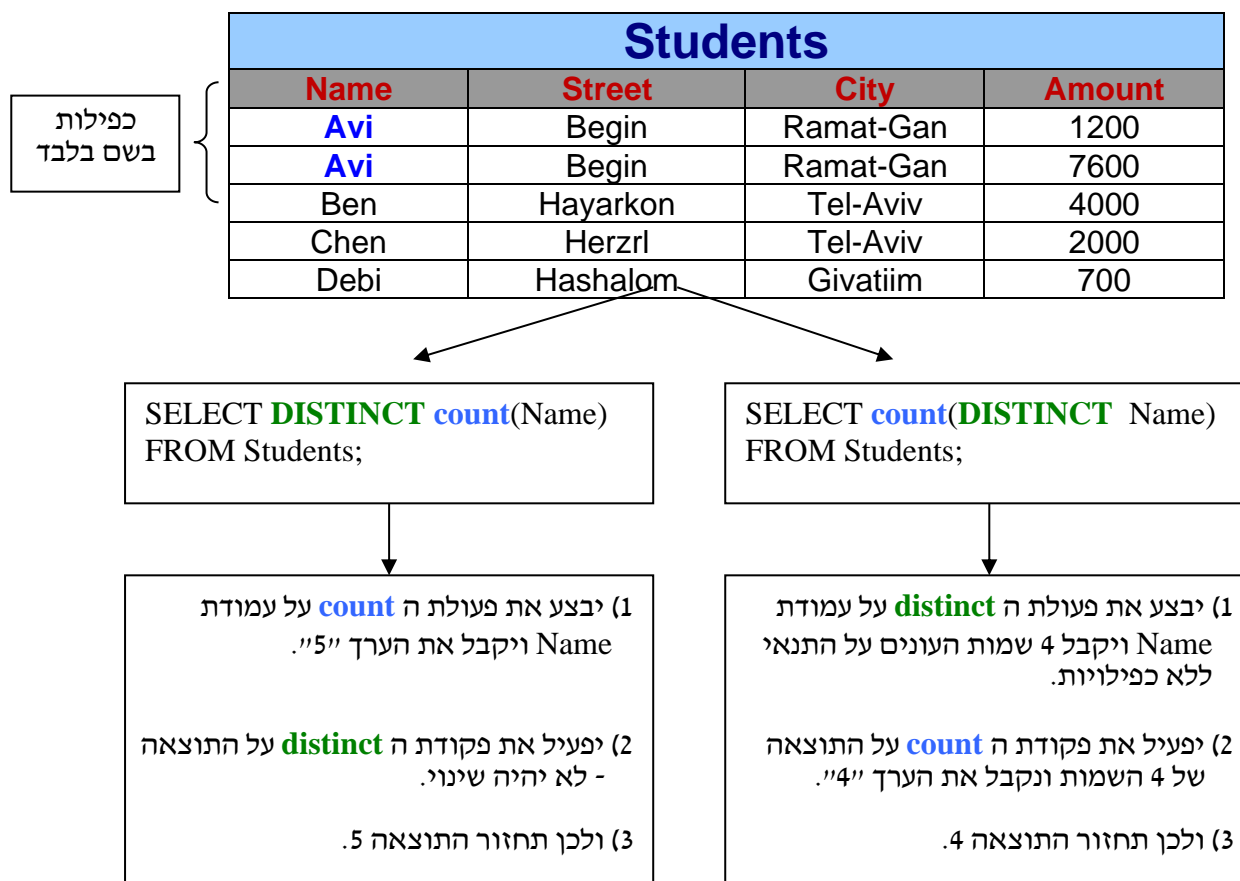 Students
Name Street City Amount
Avi Begin Ramat-Gan 1200
Avi Begin Ramat-Gan 7600
Ben Hayarkon Tel-Aviv 4000
Chen Herzrl Tel-Aviv 2000
Debi Hashalom Givatiim 700
כפילות
בשם בלבד
SELECT DISTINCT count(Name)
FROM Students;
SELECT count(DISTINCT Name)
FROM Students;
1) יבצע את פעולת ה count על עמודת
Name ויקבל את הערך "5".
2) יפעיל את פקודת ה distinct על התוצאה
- לא יהיה שינוי.
3) ולכן תחזור התוצאה 5.
1) יבצע את פעולת ה distinct על עמודת
Name ויקבל 4 שמות העונים על התנאי
ללא כפילויות.
2) יפעיל את פקודת ה count על התוצאה
של 4 השמות ונקבל את הערך "4".
3) ולכן תחזור התוצאה 4.